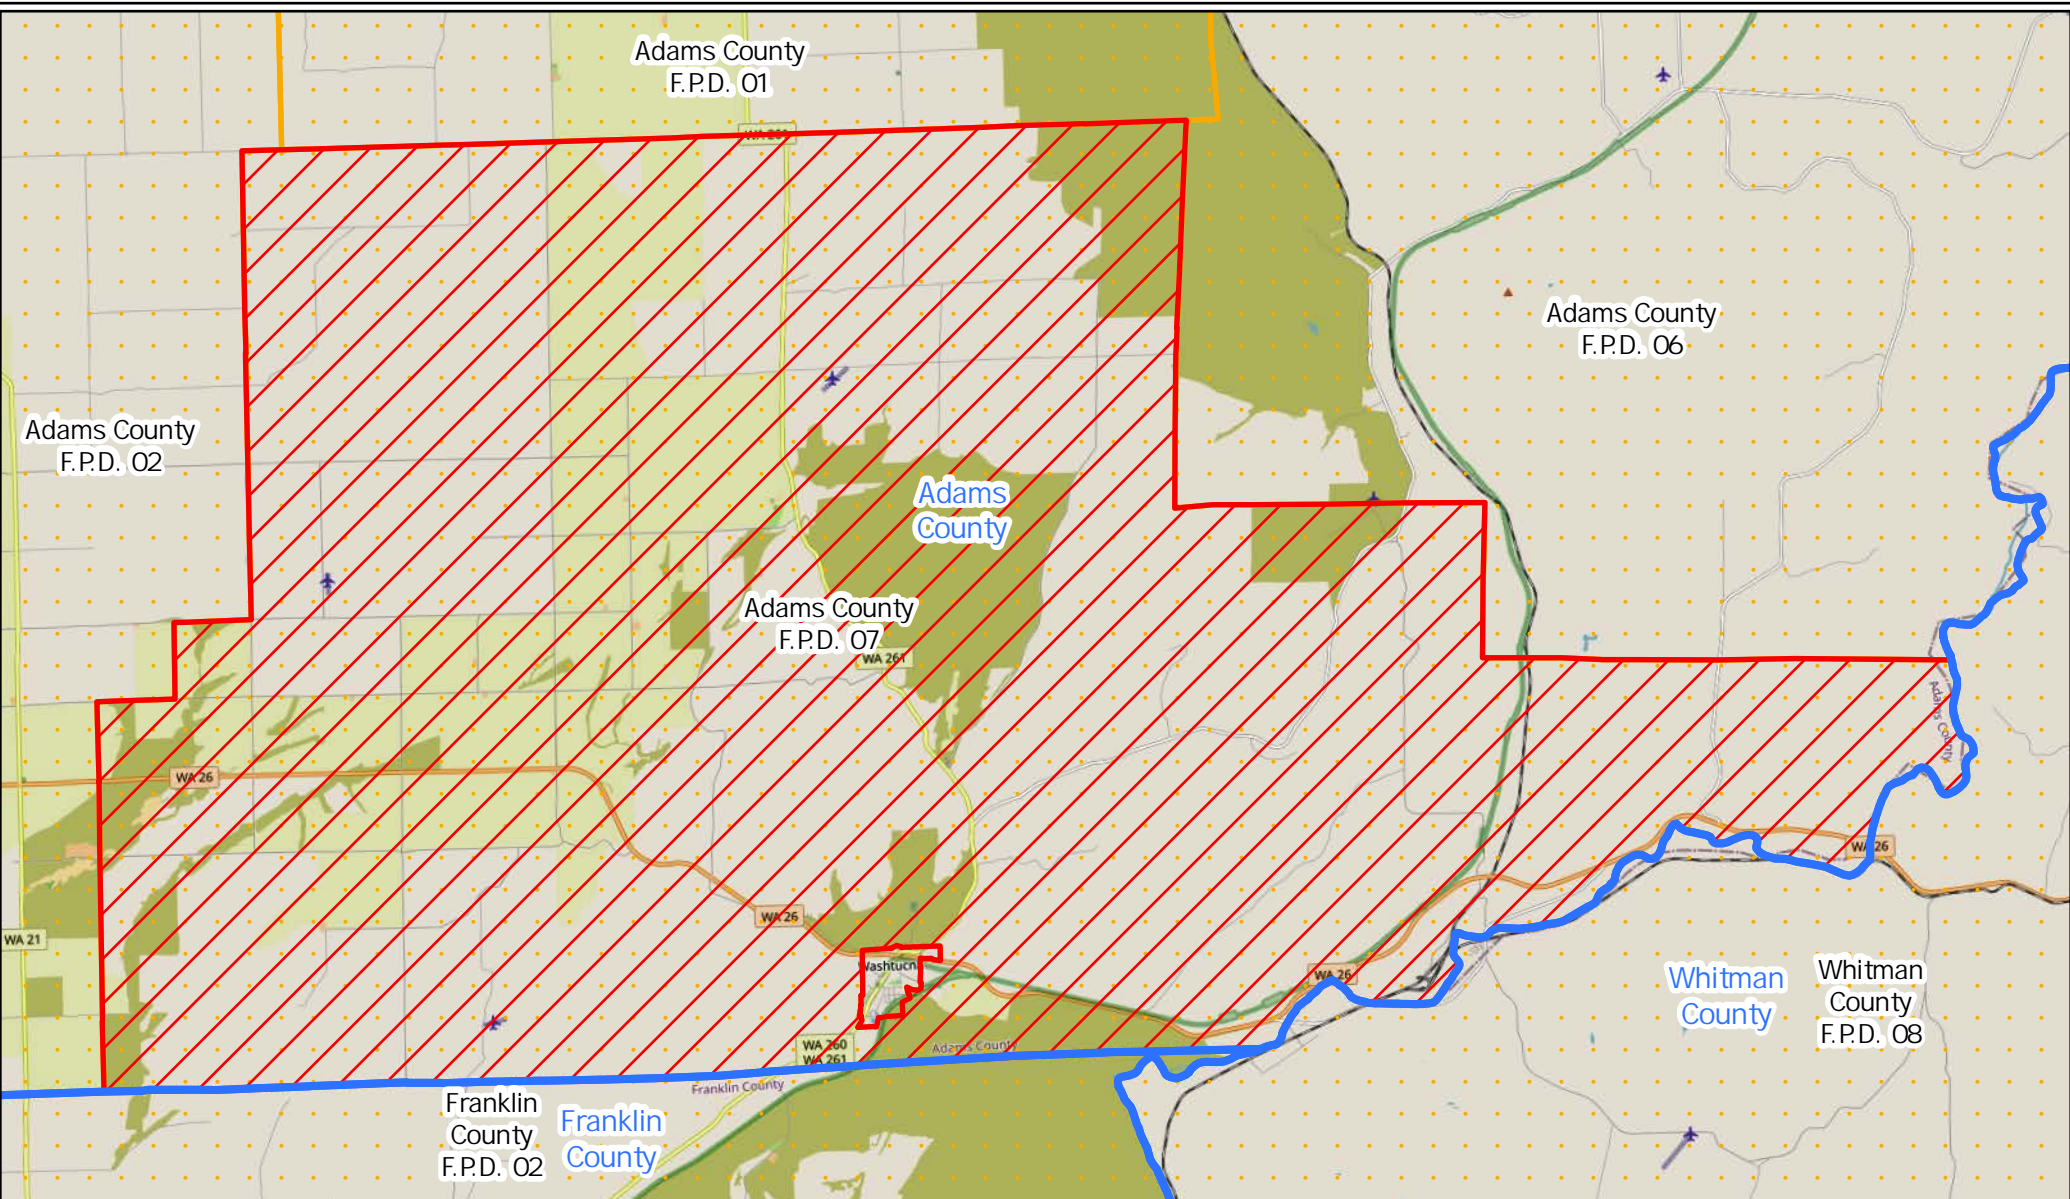 Adams County
F.P.D. 01
WA 260
Adams County
F.P.D. 06
Adams County
F.P.D. 02
Adams
County
Adams County
F.P.D. 07
WA 261
Adams County
WA 26
WA 26
WA 26
WA 21
Washtucna
WA 26
Whitman
County
Whitman
County
F.P.D. 08
WA 260
WA 261
Adams County
Franklin County
Franklin
County
F.P.D. 02
Franklin
County